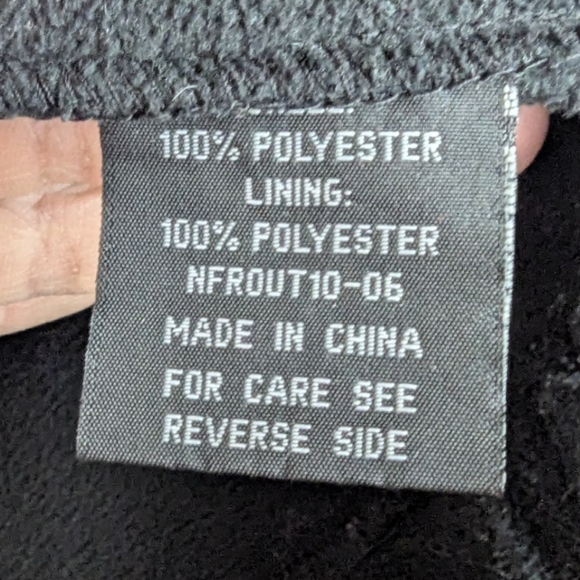 100% POLYESTER
LINING:
100% POLYESTER
NFROUT10-06
MADE IN CHINA
FOR CARE SEE
REVERSE SIDE